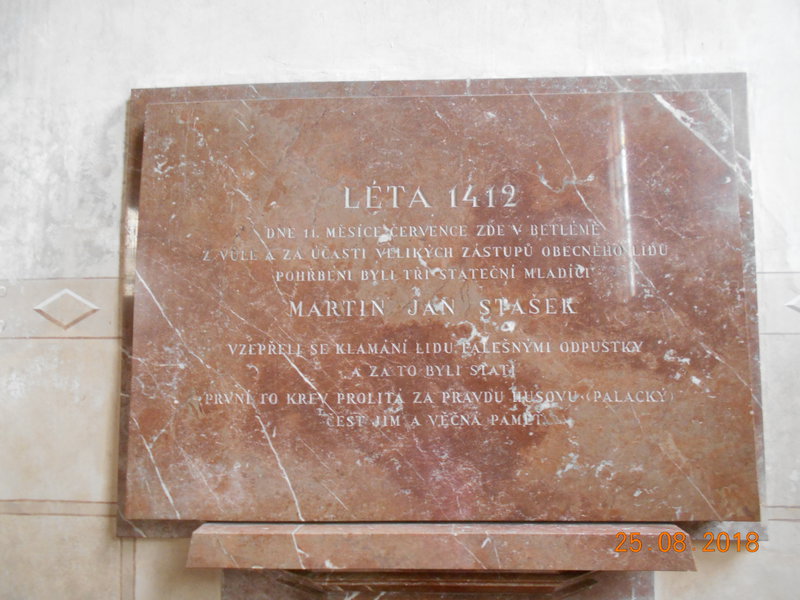 LÉTA 1412
DNE 11. MĚSÍCE ČERVENCE ZDE V BETLÉMĚ
Z VŮLE A ZA ÚČASTI VELIKÝCH ZÁSTUPŮ OBECNÉHO LIDU
POHŘBENI BYLI TŘI STATEČNÍ MLADÍCI
MARTIN JAN STAŠEK
VZEPŘELI SE KLAMÁNÍ LIDU FALEŠNÝMI ODPUSTKY
A ZA TO BYLI STATI
PRVNÍ TO KREV PROLITÁ ZA PRAVDU HUSOVU (PALACKÝ)
ČEST JIM A VĚČNÁ PAMĚŤ
25.08.2018